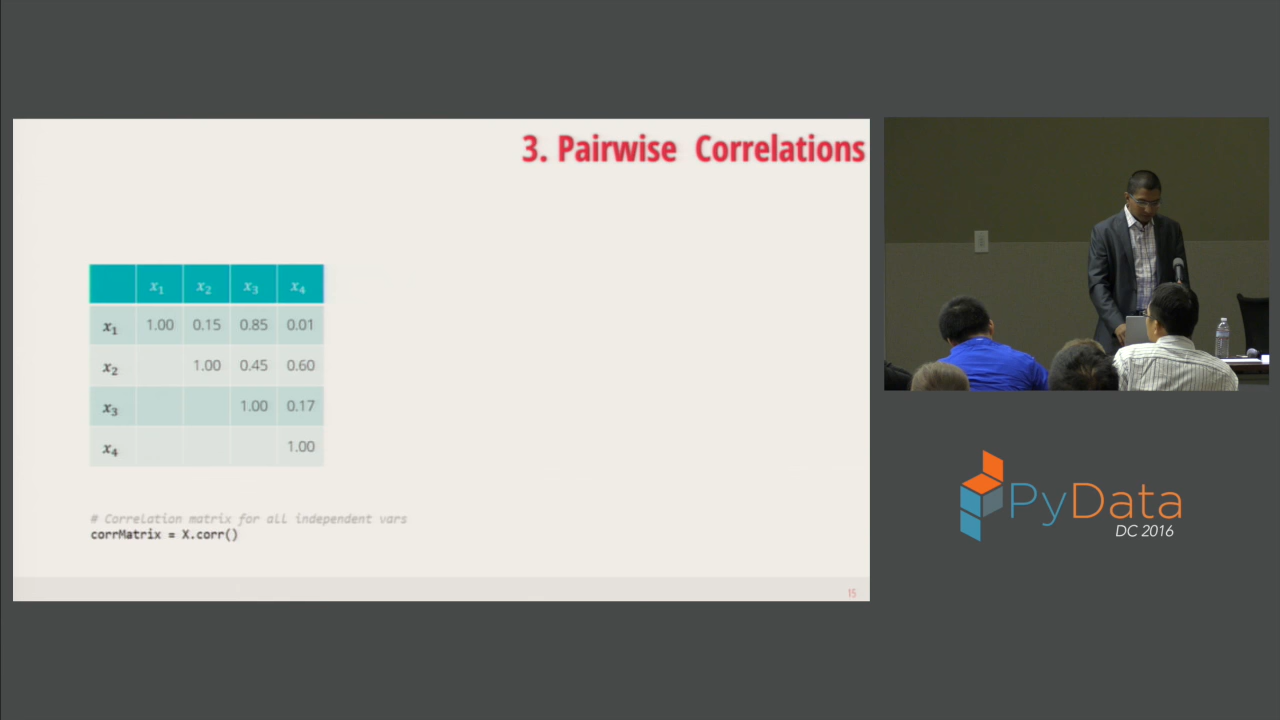 3. Pairwise Correlations
x1 x2 x3 x4
x1 1.00 0.15 0.85 0.01
x2 1.00 0.45 0.60
x3 1.00 0.17
x4 1.00
# Correlation matrix for all independent vars
corrMatrix = X.corr()
15
PyData
DC 2016